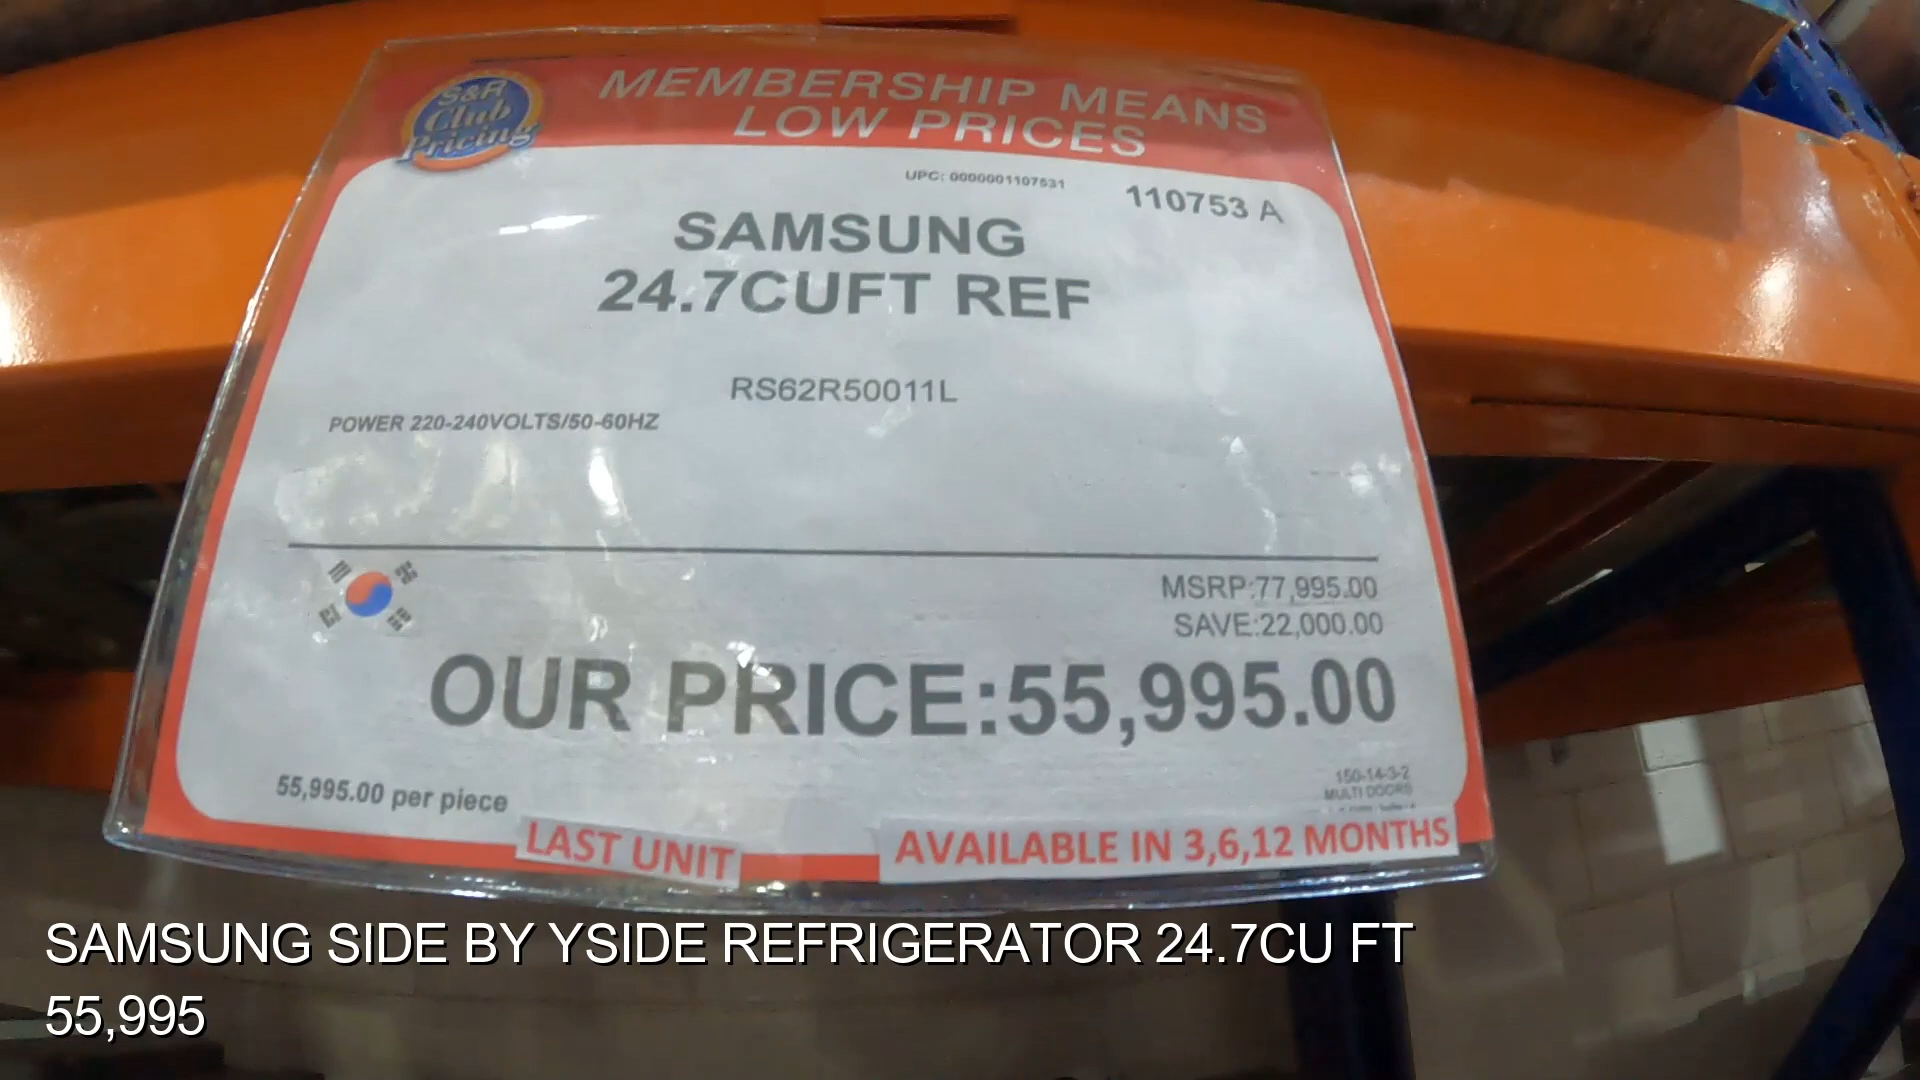 S&R
Club
Pricing
MEMBERSHIP MEANS
LOW PRICES
UPC: 0000001107531
110753 A
SAMSUNG
24.7CUFT REF
RS62R50011L
POWER 220-240VOLTS/50-60HZ
MSRP:77,995.00
SAVE:22,000.00
OUR PRICE:55,995.00
55,995.00 per piece
150-14-3-2
MULTI DOORS
LAST UNIT
AVAILABLE IN 3,6,12 MONTHS
SAMSUNG SIDE BY YSIDE REFRIGERATOR 24.7CU FT
55,995